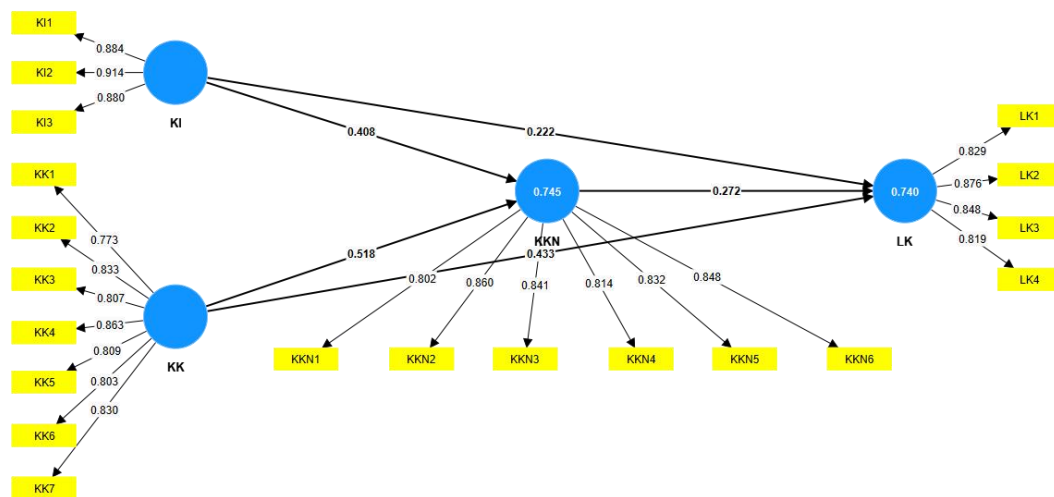 KI1
KI2
KI3
0.884
0.914
0.880
KI
KK1
KK2
KK3
KK4
KK5
KK6
KK7
0.773
0.833
0.807
0.863
0.809
0.803
0.830
KK
0.408
0.518
0.222
0.272
0.433
0.745
KKN
0.802
0.860
0.841
0.814
0.832
0.848
KKN1
KKN2
KKN3
KKN4
KKN5
KKN6
0.740
LK
0.829
0.876
0.848
0.819
LK1
LK2
LK3
LK4